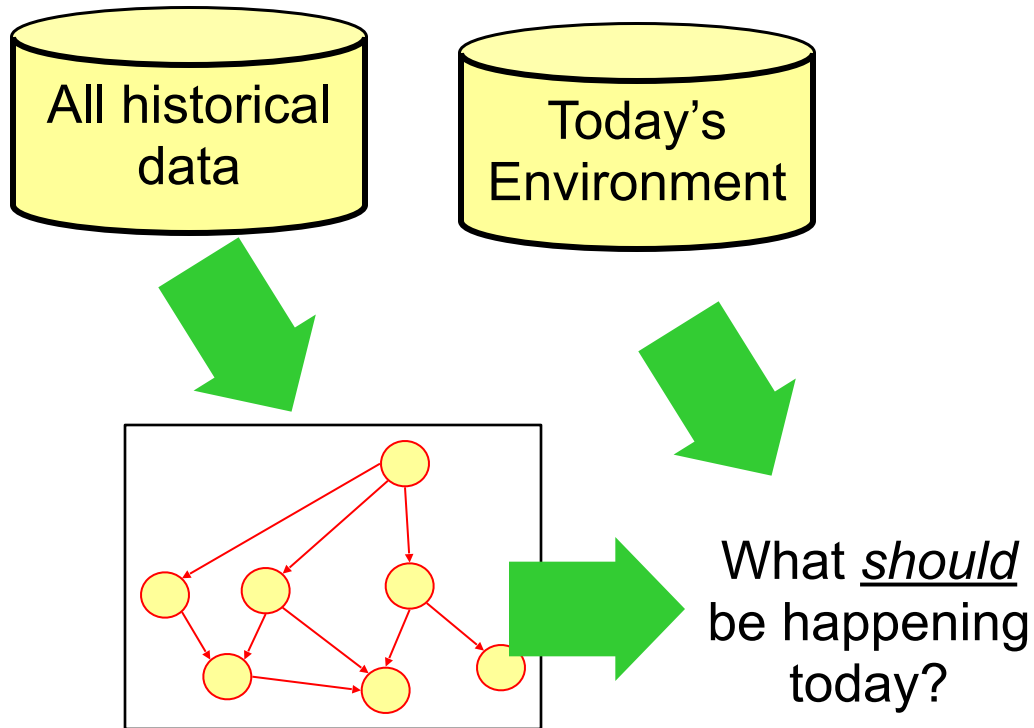 All historical
data
Today’s
Environment
What should
be happening
today?